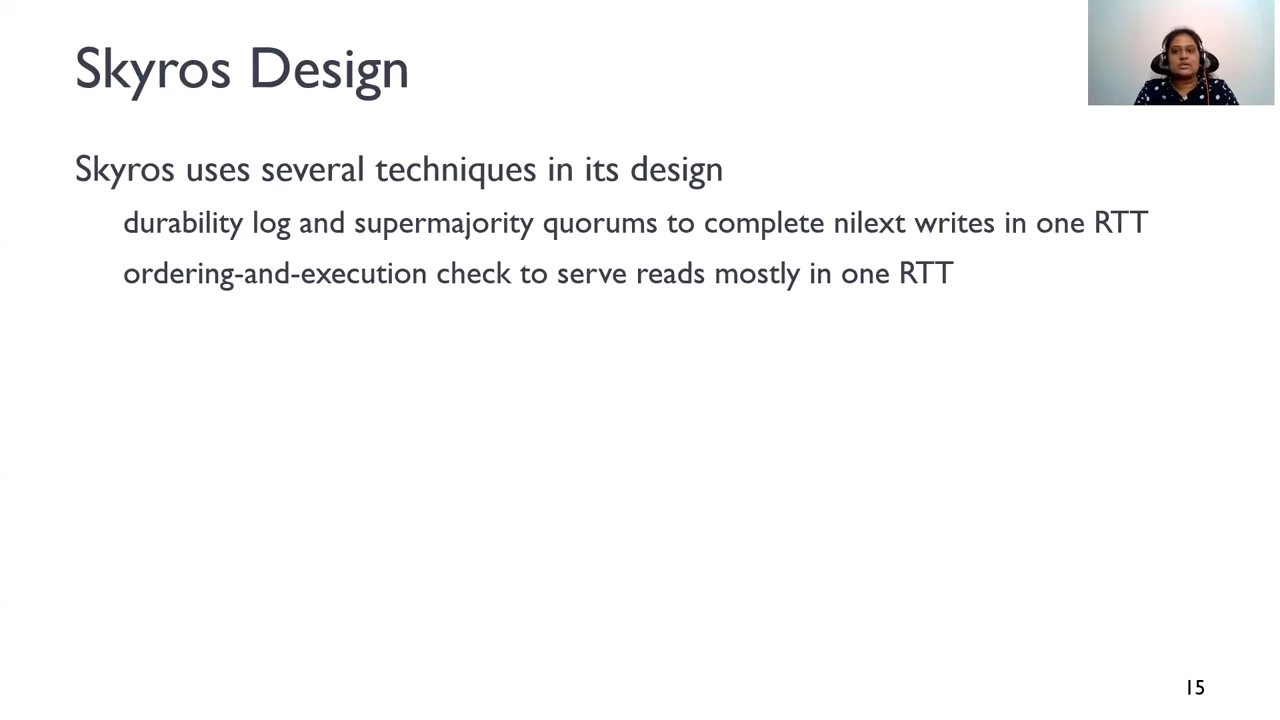 Skyros Design
Skyros uses several techniques in its design
durability log and supermajority quorums to complete nilext writes in one RTT
ordering-and-execution check to serve reads mostly in one RTT
15